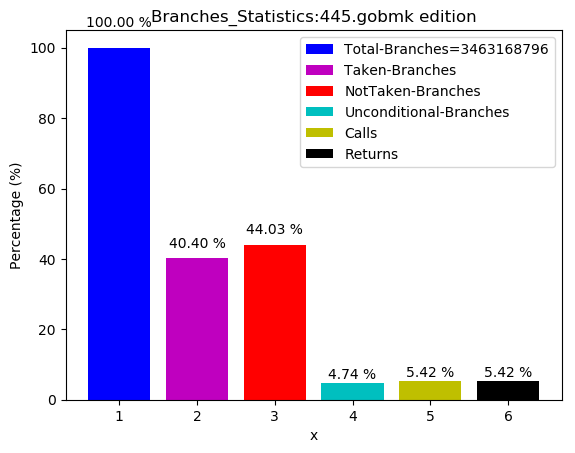 Branches_Statistics:445.gobmk edition
100.00 %
Total-Branches=3463168796
Taken-Branches
NotTaken-Branches
Unconditional-Branches
Calls
Returns
40.40 %
44.03 %
4.74 %
5.42 %
5.42 %
Percentage (%)
100
80
60
40
20
0
1 2 3 4 5 6
x